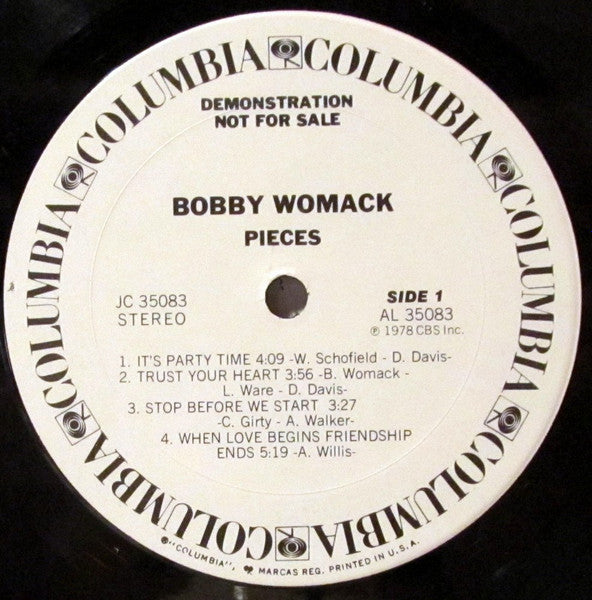 COLUMBIA COLUMBIA COLUMBIA COLUMBIA COLUMBIA COLUMBIA COLUMBIA COLUMBIA
DEMONSTRATION
NOT FOR SALE
BOBBY WOMACK
PIECES
JC 35083
STEREO
SIDE 1
AL 35083
℗ 1978 CBS Inc.
1. IT'S PARTY TIME 4:09 -W. Schofield - D. Davis-
2. TRUST YOUR HEART 3:56 -B. Womack -
L. Ware - D. Davis-
3. STOP BEFORE WE START 3:27
-C. Girty - A. Walker-
4. WHEN LOVE BEGINS FRIENDSHIP
ENDS 5:19 -A. Willis-
® "COLUMBIA", MARCAS REG. PRINTED IN U.S.A.